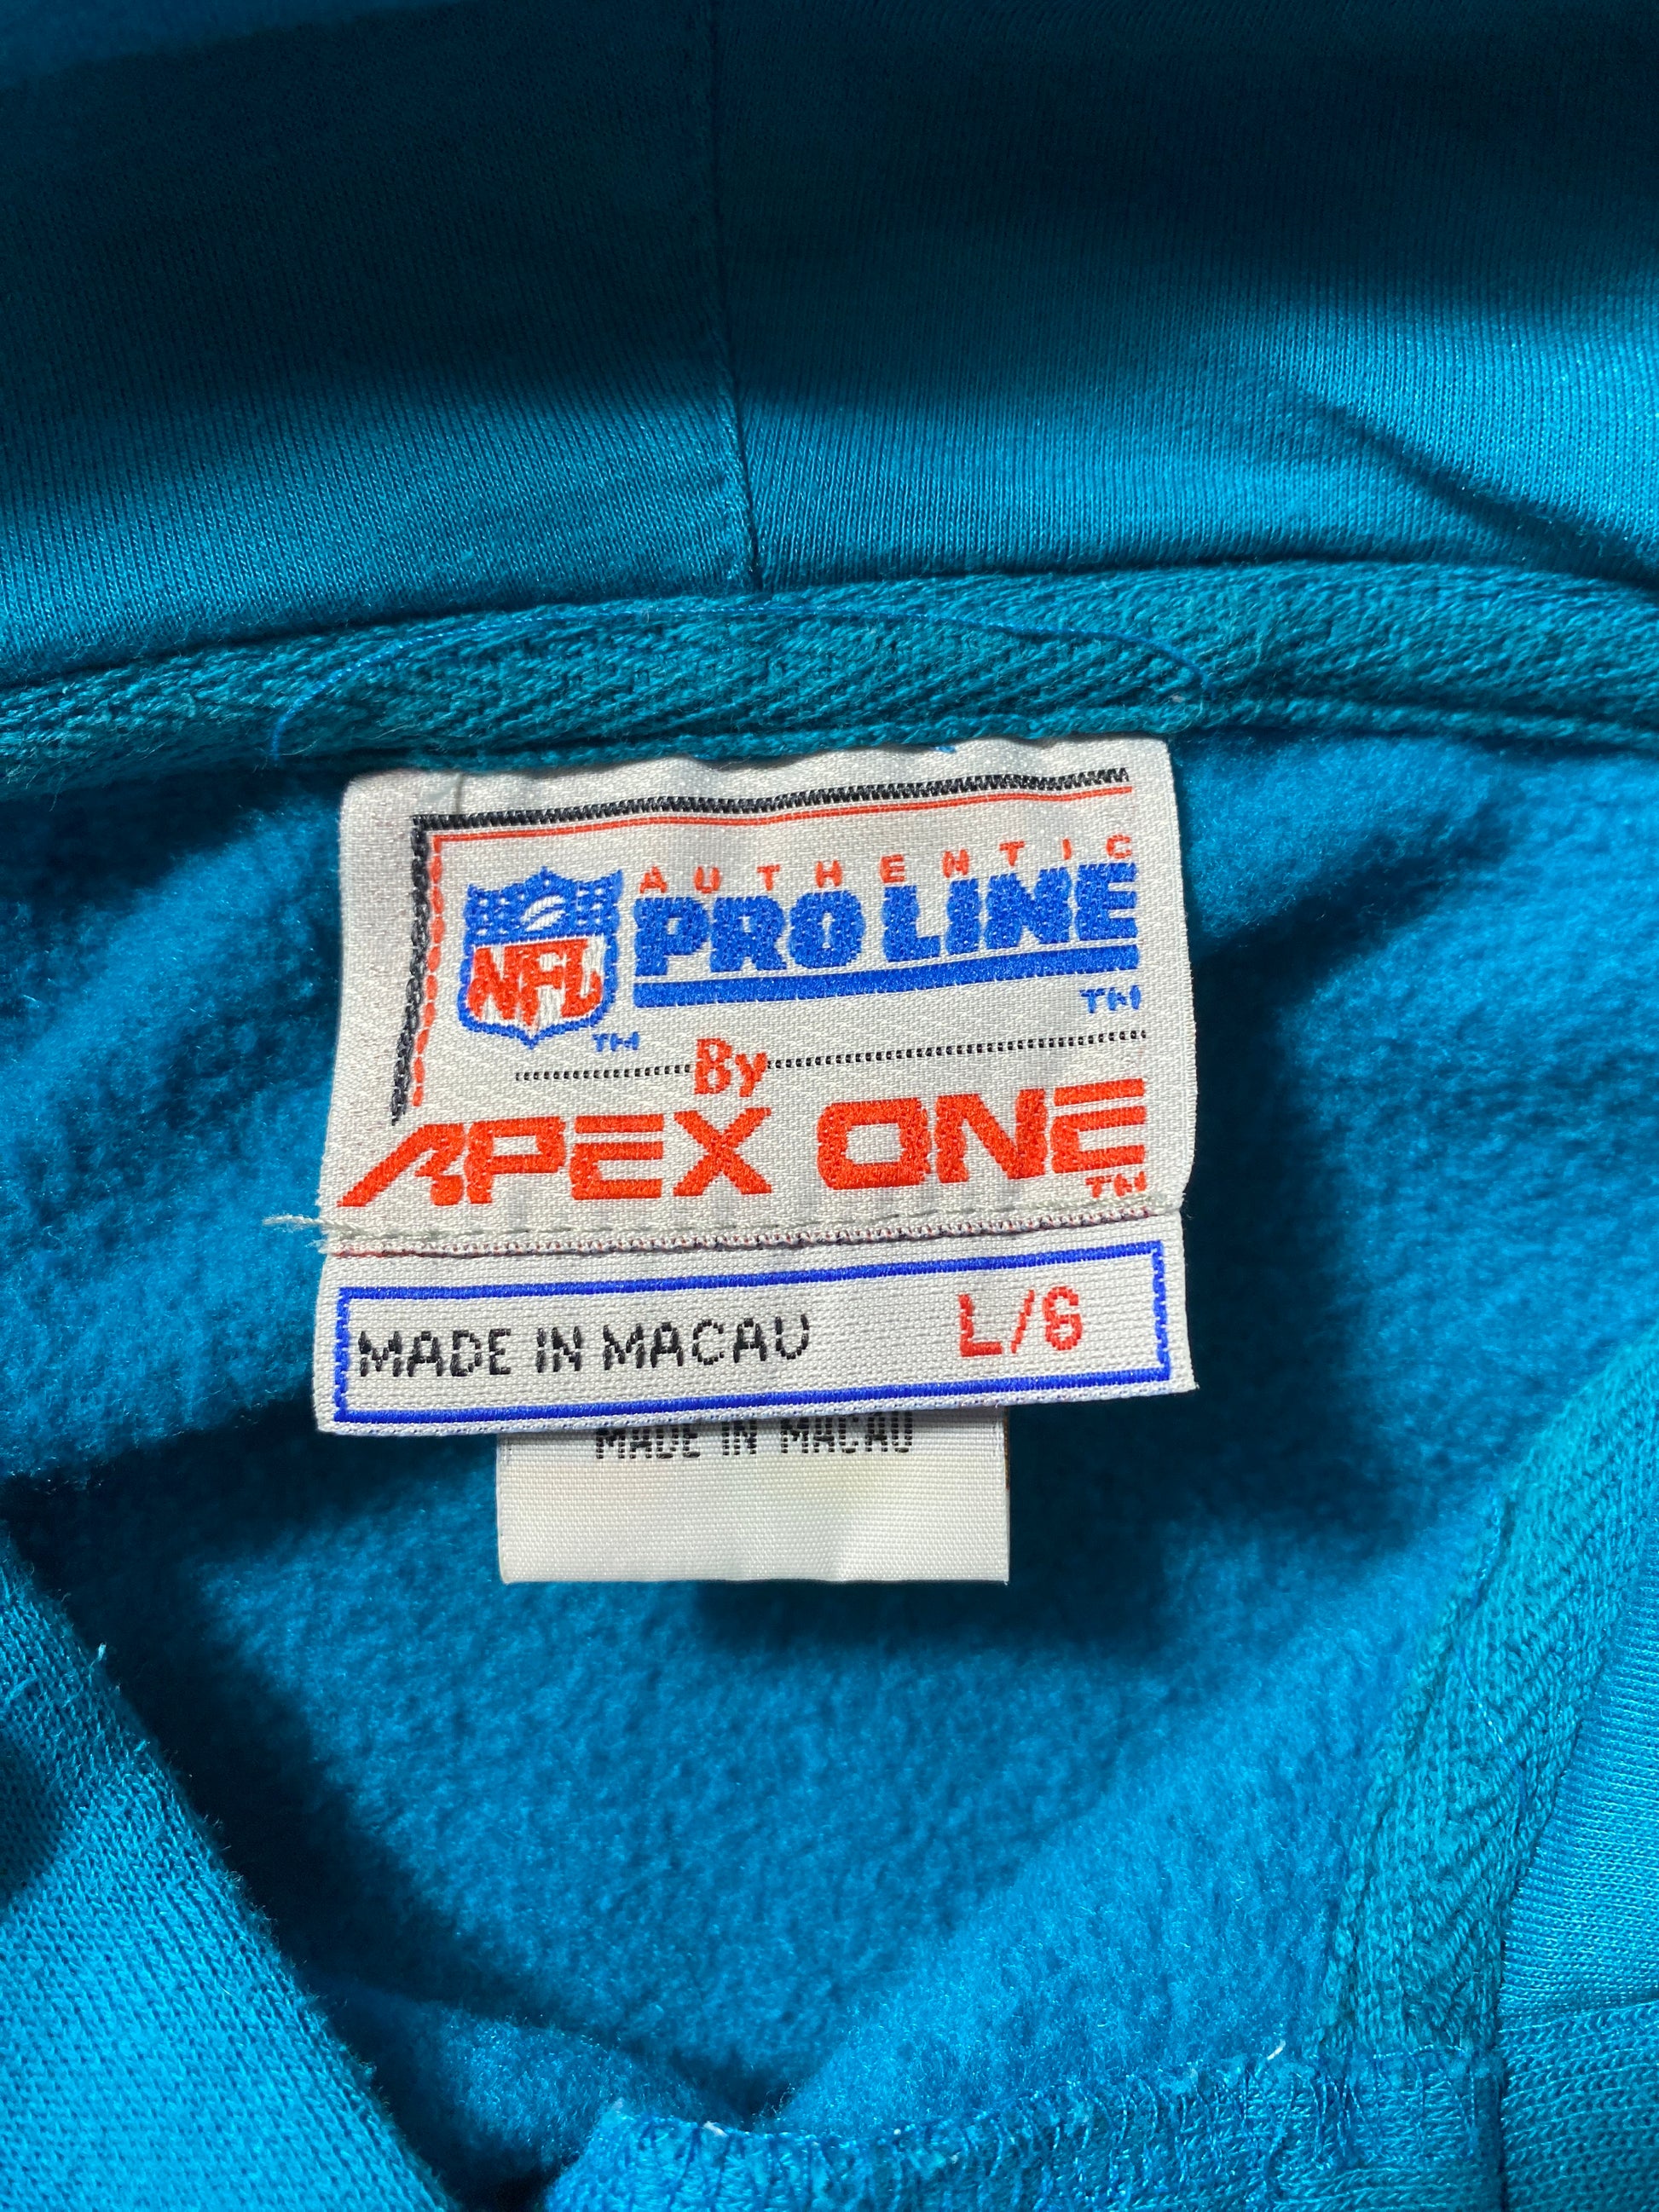 AUTHENTIC
NFL PRO LINE
TM TM
By
APEX ONE
TM
MADE IN MACAU L/G
MADE IN MACAU